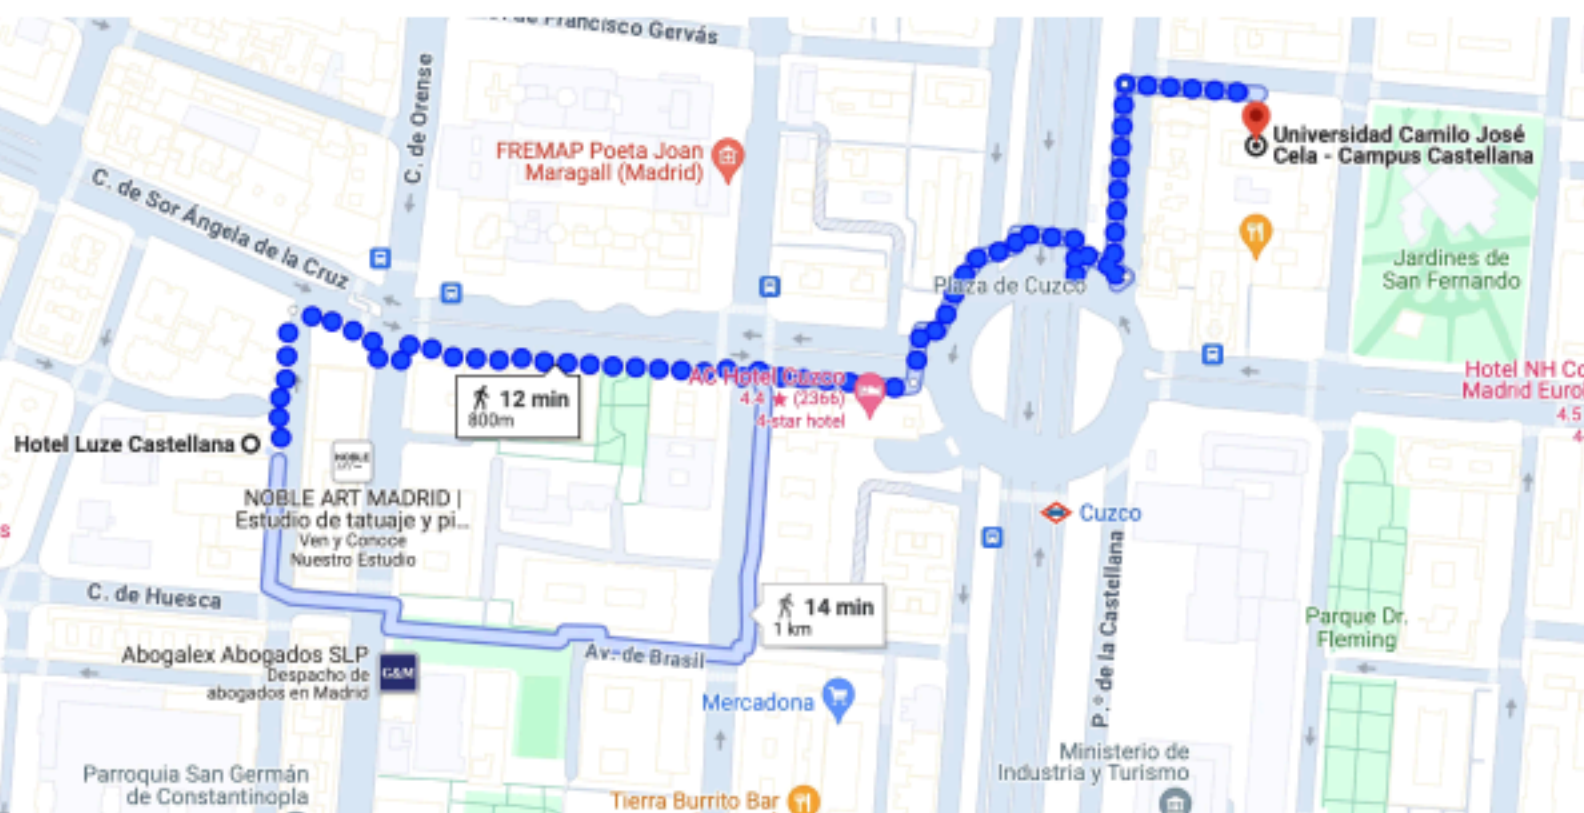 de Francisco Gervás
C. de Orense
FREMAP Poeta Joan
Maragall (Madrid)
Universidad Camilo José
Cela - Campus Castellana
C. de Sor Ángela de la Cruz
Jardines de
San Fernando
Plaza de Cuzco
AC Hotel Cuzco
4.4 ★ (2366)
4-star hotel
Hotel NH
Madrid
4.5
12 min
800m
Hotel Luze Castellana
NOBLE
NOBLE ART MADRID |
Estudio de tatuaje y pi...
Ven y Conoce
Nuestro Estudio
Cuzco
P.º de la Castellana
C. de Huesca
14 min
1 km
Parque Dr.
Fleming
Abogalex Abogados SLP
Despacho de
abogados en Madrid
G&M
Av. de Brasil
Mercadona
Ministerio de
Industria y Turismo
Parroquia San Germán
de Constantinopla
Tierra Burrito Bar